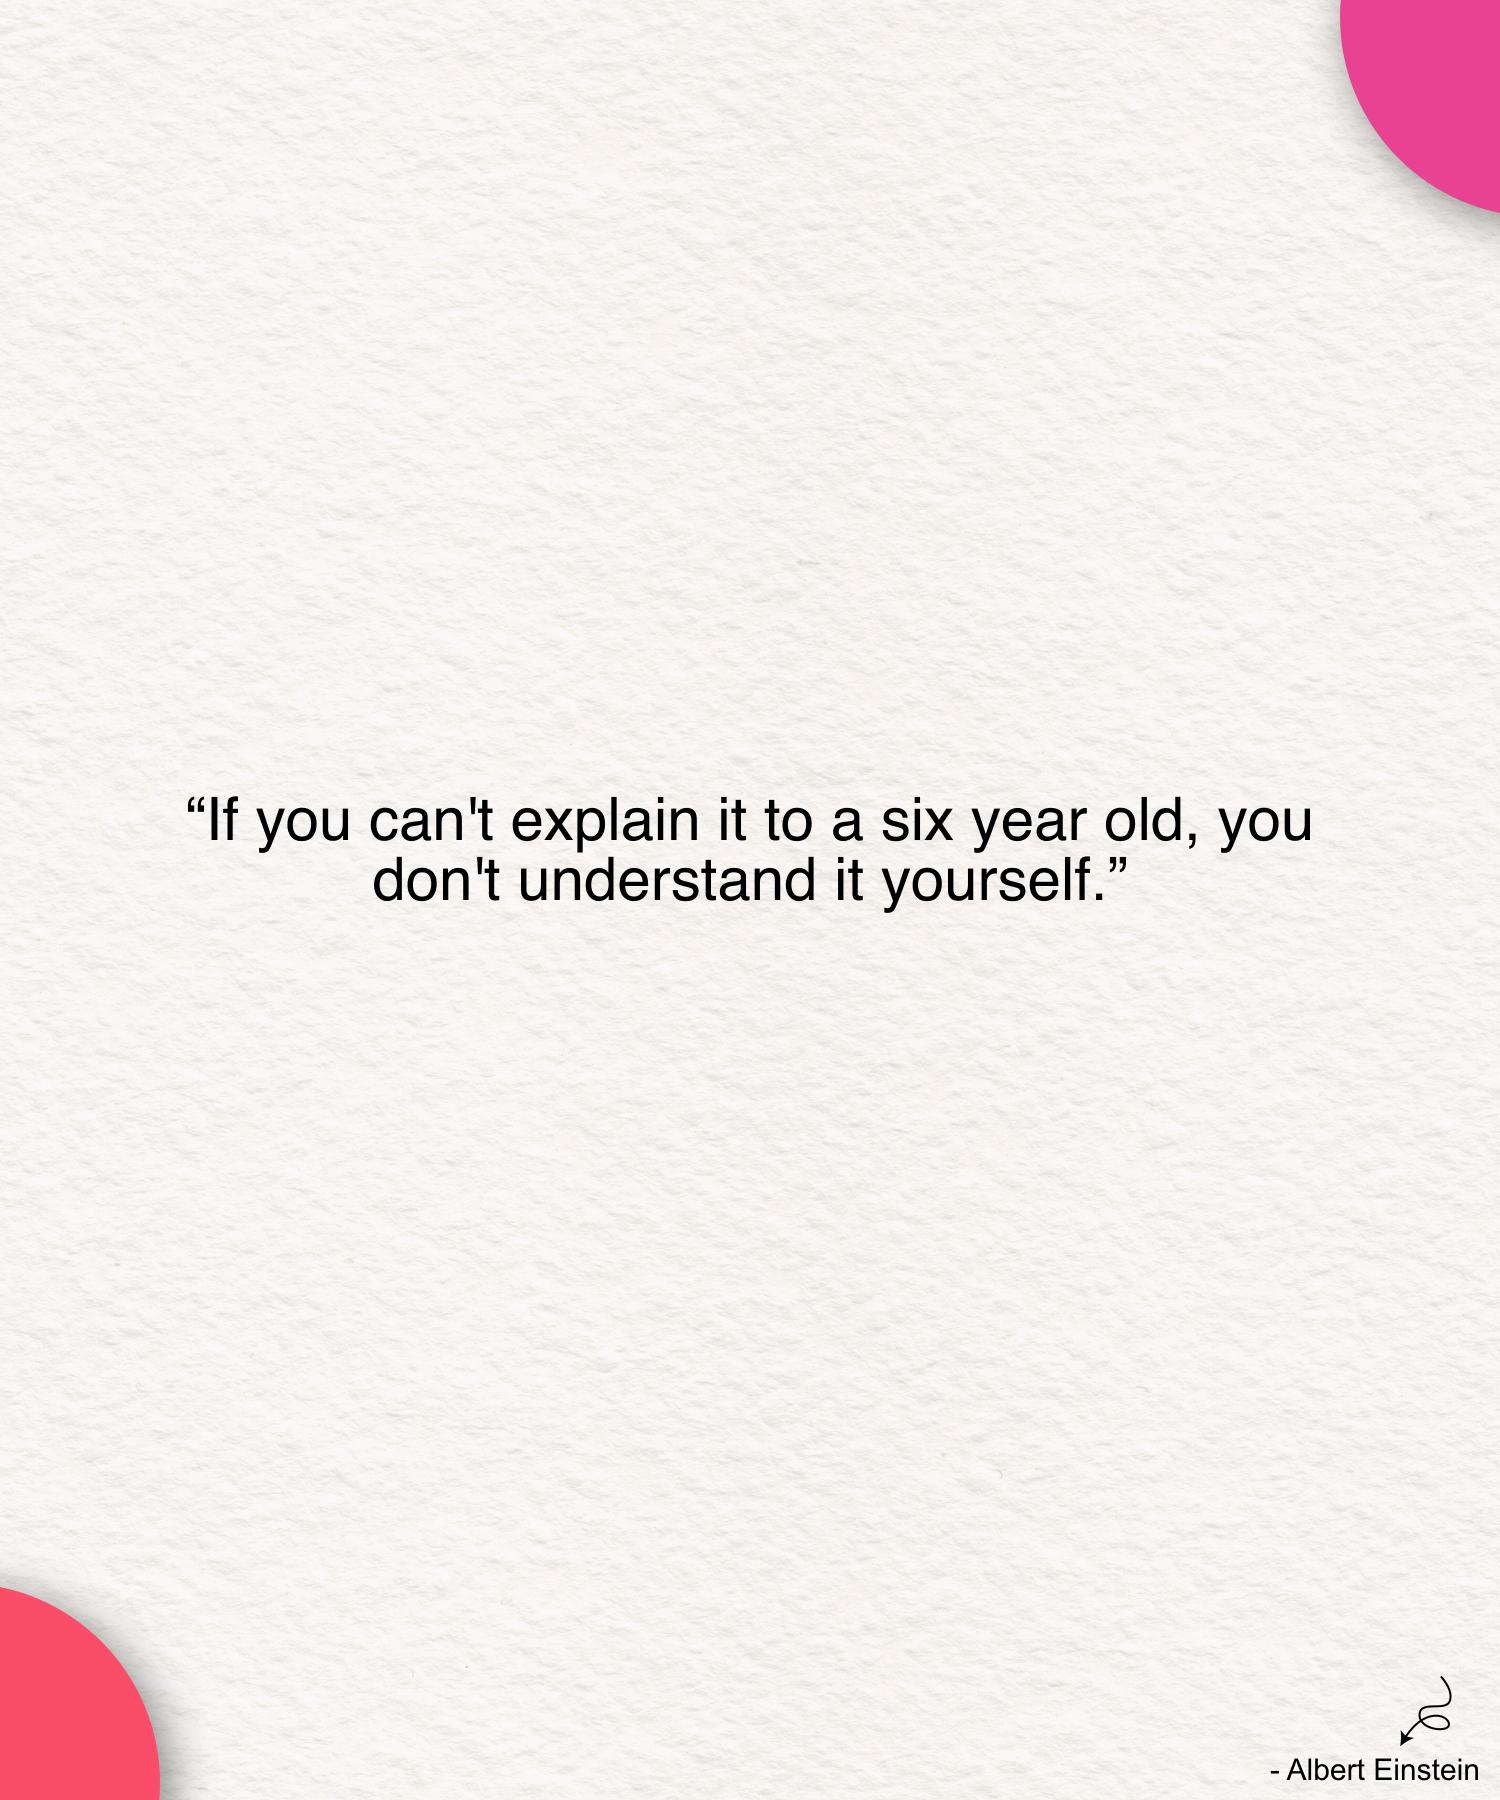 “If you can't explain it to a six year old, you
don't understand it yourself.”
- Albert Einstein